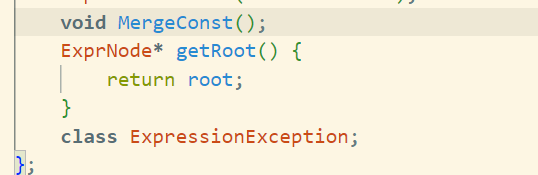 void MergeConst();
ExprNode* getRoot() {
return root;
}
class ExpressionException;
};